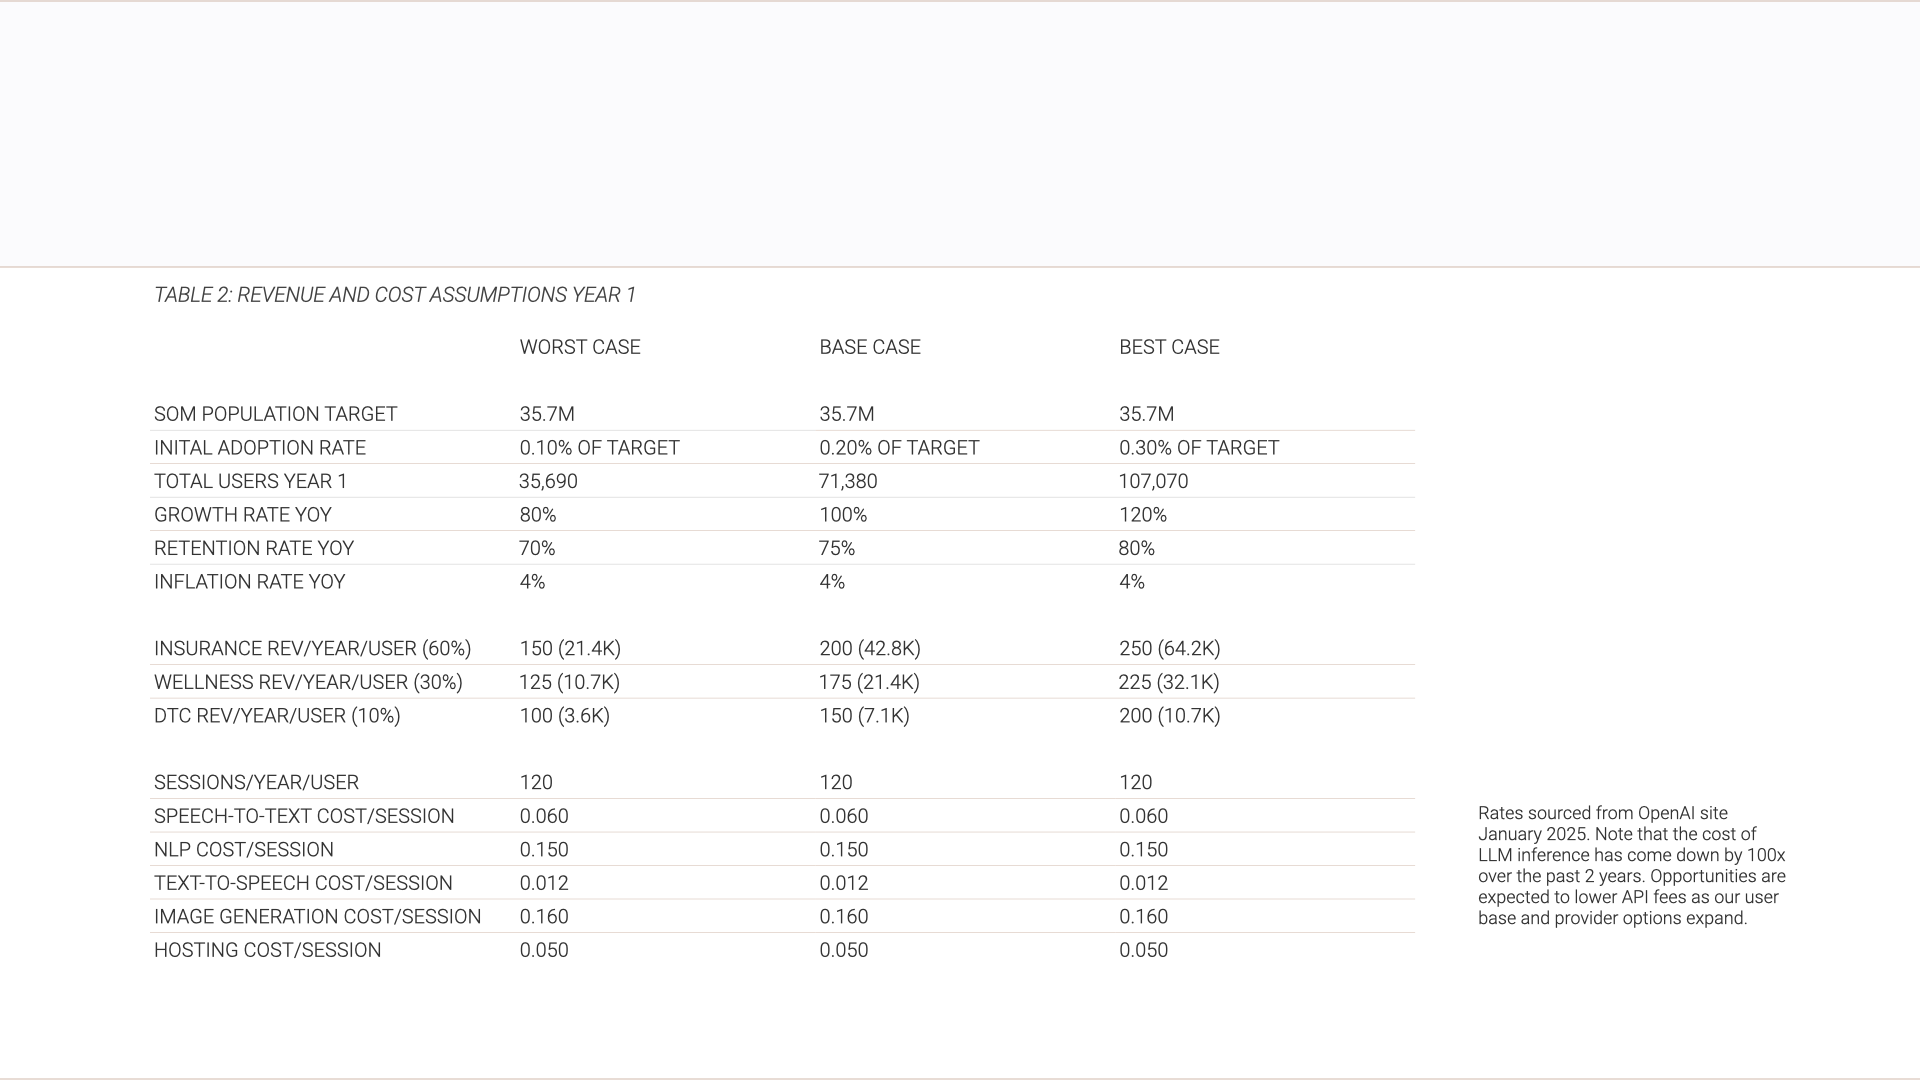 TABLE 2: REVENUE AND COST ASSUMPTIONS YEAR 1
WORST CASE BASE CASE BEST CASE
SOM POPULATION TARGET 35.7M 35.7M 35.7M
INITAL ADOPTION RATE 0.10% OF TARGET 0.20% OF TARGET 0.30% OF TARGET
TOTAL USERS YEAR 1 35,690 71,380 107,070
GROWTH RATE YOY 80% 100% 120%
RETENTION RATE YOY 70% 75% 80%
INFLATION RATE YOY 4% 4% 4%
INSURANCE REV/YEAR/USER (60%) 150 (21.4K) 200 (42.8K) 250 (64.2K)
WELLNESS REV/YEAR/USER (30%) 125 (10.7K) 175 (21.4K) 225 (32.1K)
DTC REV/YEAR/USER (10%) 100 (3.6K) 150 (7.1K) 200 (10.7K)
SESSIONS/YEAR/USER 120 120 120
SPEECH-TO-TEXT COST/SESSION 0.060 0.060 0.060
NLP COST/SESSION 0.150 0.150 0.150
TEXT-TO-SPEECH COST/SESSION 0.012 0.012 0.012
IMAGE GENERATION COST/SESSION 0.160 0.160 0.160
HOSTING COST/SESSION 0.050 0.050 0.050
Rates sourced from OpenAI site
January 2025. Note that the cost of
LLM inference has come down by 100x
over the past 2 years. Opportunities are
expected to lower API fees as our user
base and provider options expand.